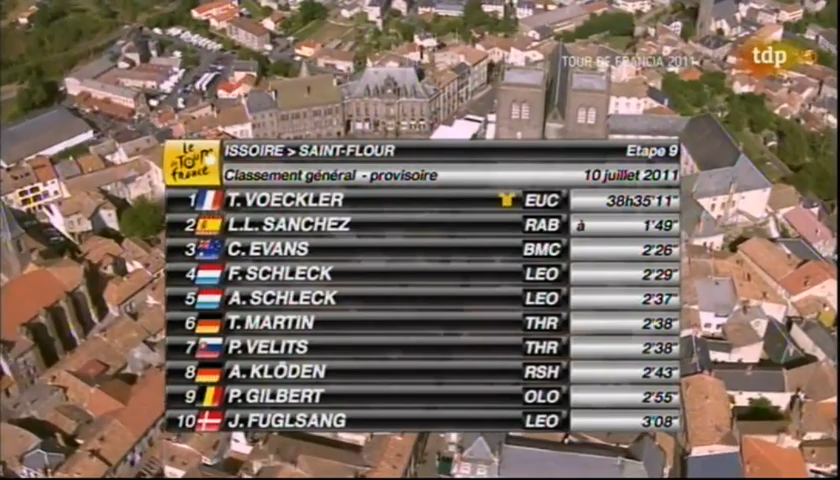 TOUR DE FRANCIA 2011
tdp
Le Tour de france
ISSOIRE > SAINT-FLOUR Etape 9
Classement général - provisoire 10 juillet 2011
1 T. VOECKLER EUC 38h35'11"
2 L.L. SANCHEZ RAB à 1'49"
3 C. EVANS BMC 2'26"
4 F. SCHLECK LEO 2'29"
5 A. SCHLECK LEO 2'37"
6 T. MARTIN THR 2'38"
7 P. VELITS THR 2'38"
8 A. KLÖDEN RSH 2'43"
9 P. GILBERT OLO 2'55"
10 J. FUGLSANG LEO 3'08"